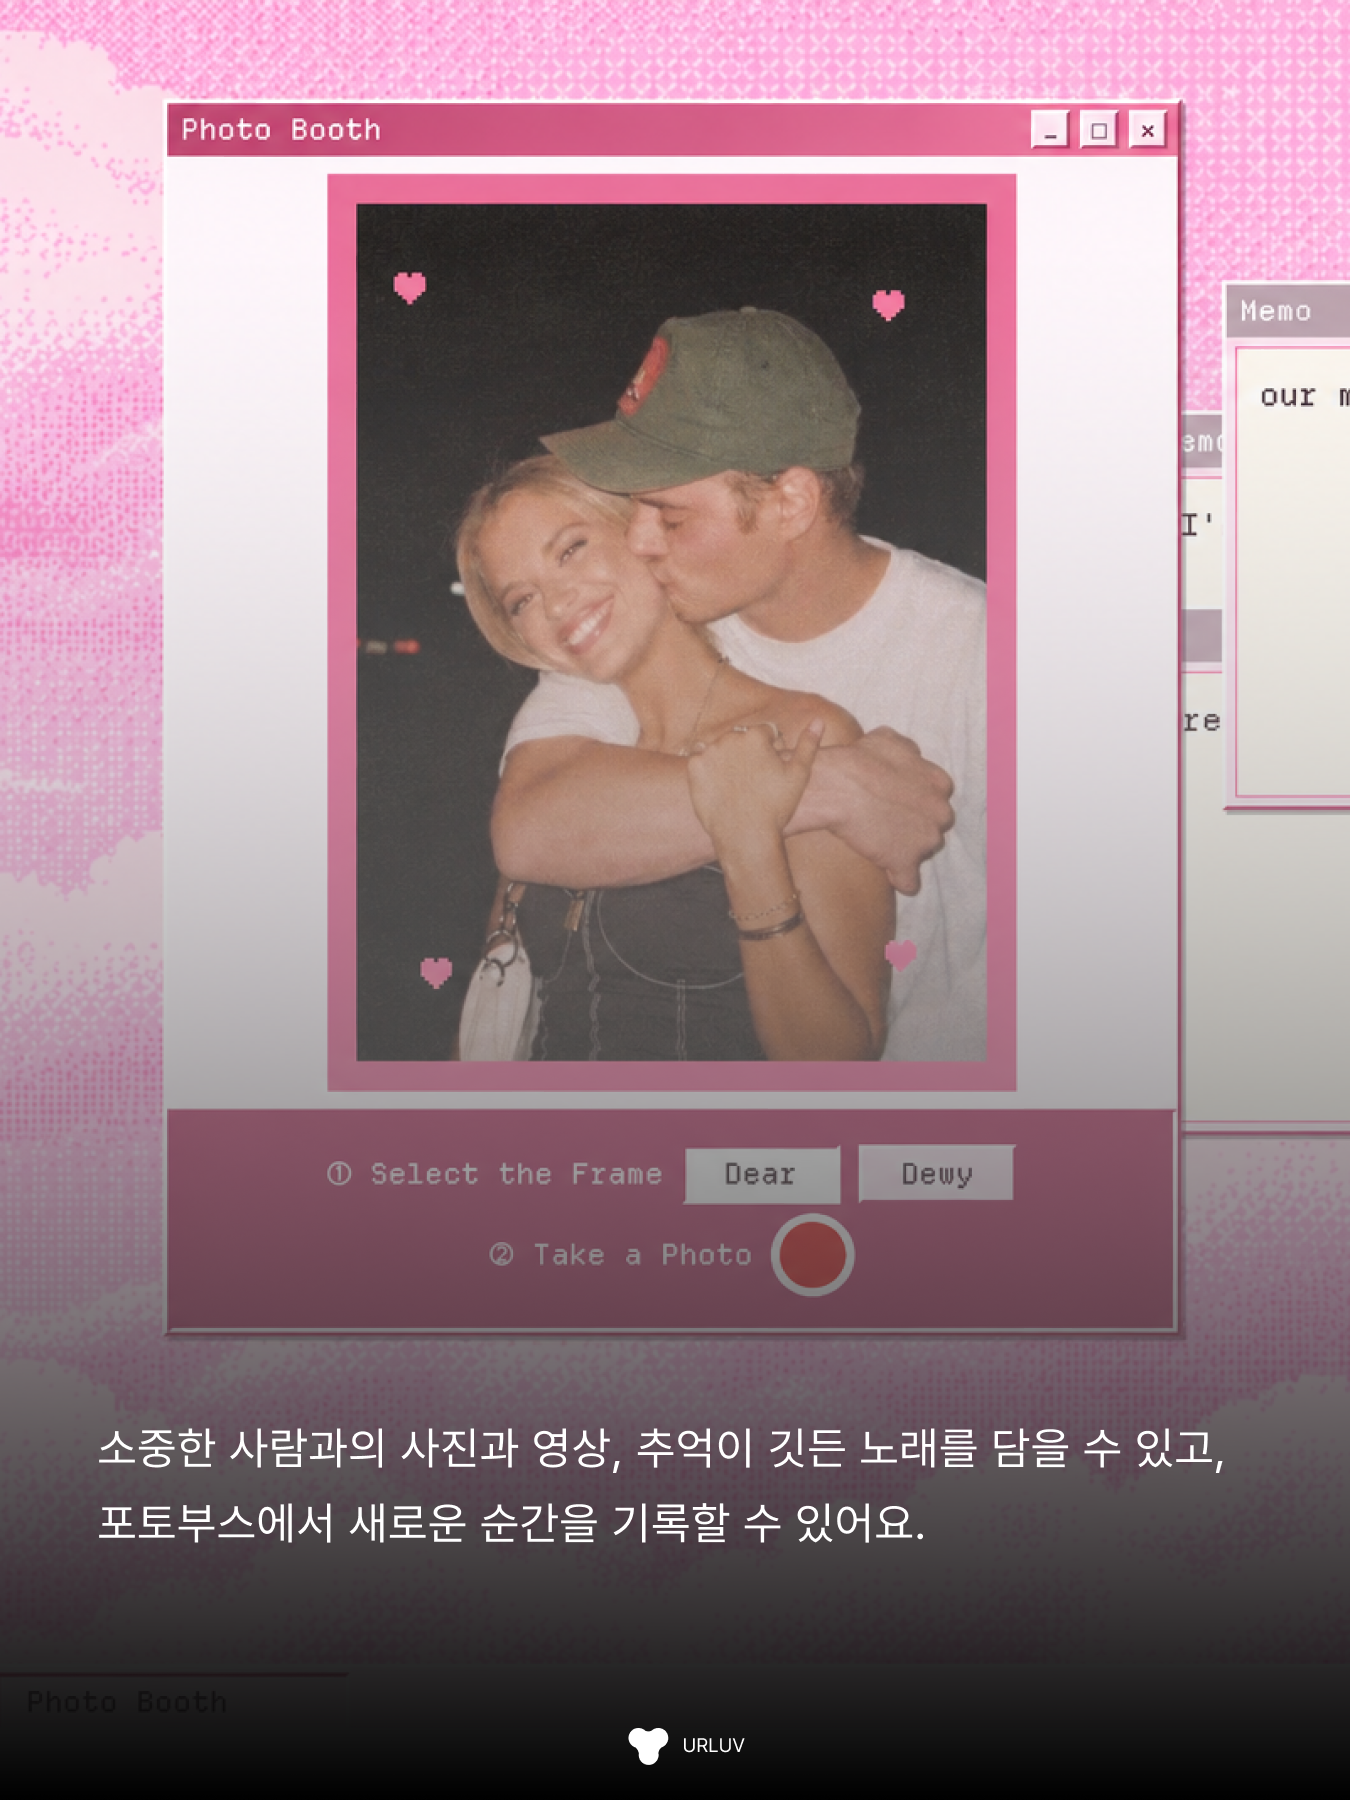 Photo Booth
Memo
our m
emo
I'
re
① Select the Frame Dear Dewy
② Take a Photo
소중한 사람과의 사진과 영상, 추억이 깃든 노래를 담을 수 있고,
포토부스에서 새로운 순간을 기록할 수 있어요.
Photo Booth
URLUV